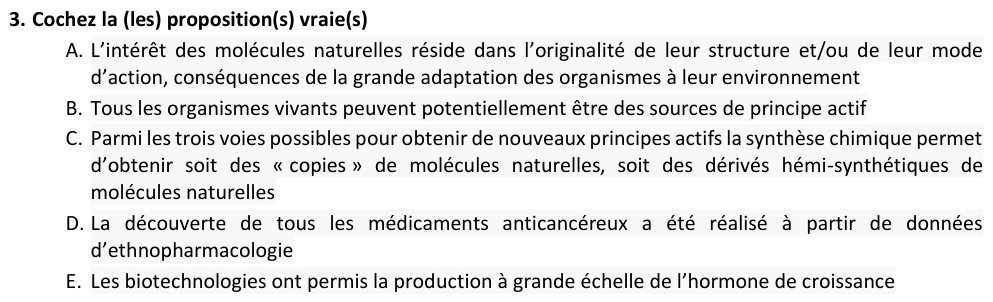 3. Cochez la (les) proposition(s) vraie(s)
A. L’intérêt des molécules naturelles réside dans l’originalité de leur structure et/ou de leur mode
d’action, conséquences de la grande adaptation des organismes à leur environnement
B. Tous les organismes vivants peuvent potentiellement être des sources de principe actif
C. Parmi les trois voies possibles pour obtenir de nouveaux principes actifs la synthèse chimique permet
d’obtenir soit des « copies » de molécules naturelles, soit des dérivés hémi-synthétiques de
molécules naturelles
D. La découverte de tous les médicaments anticancéreux a été réalisé à partir de données
d’ethnopharmacologie
E. Les biotechnologies ont permis la production à grande échelle de l’hormone de croissance